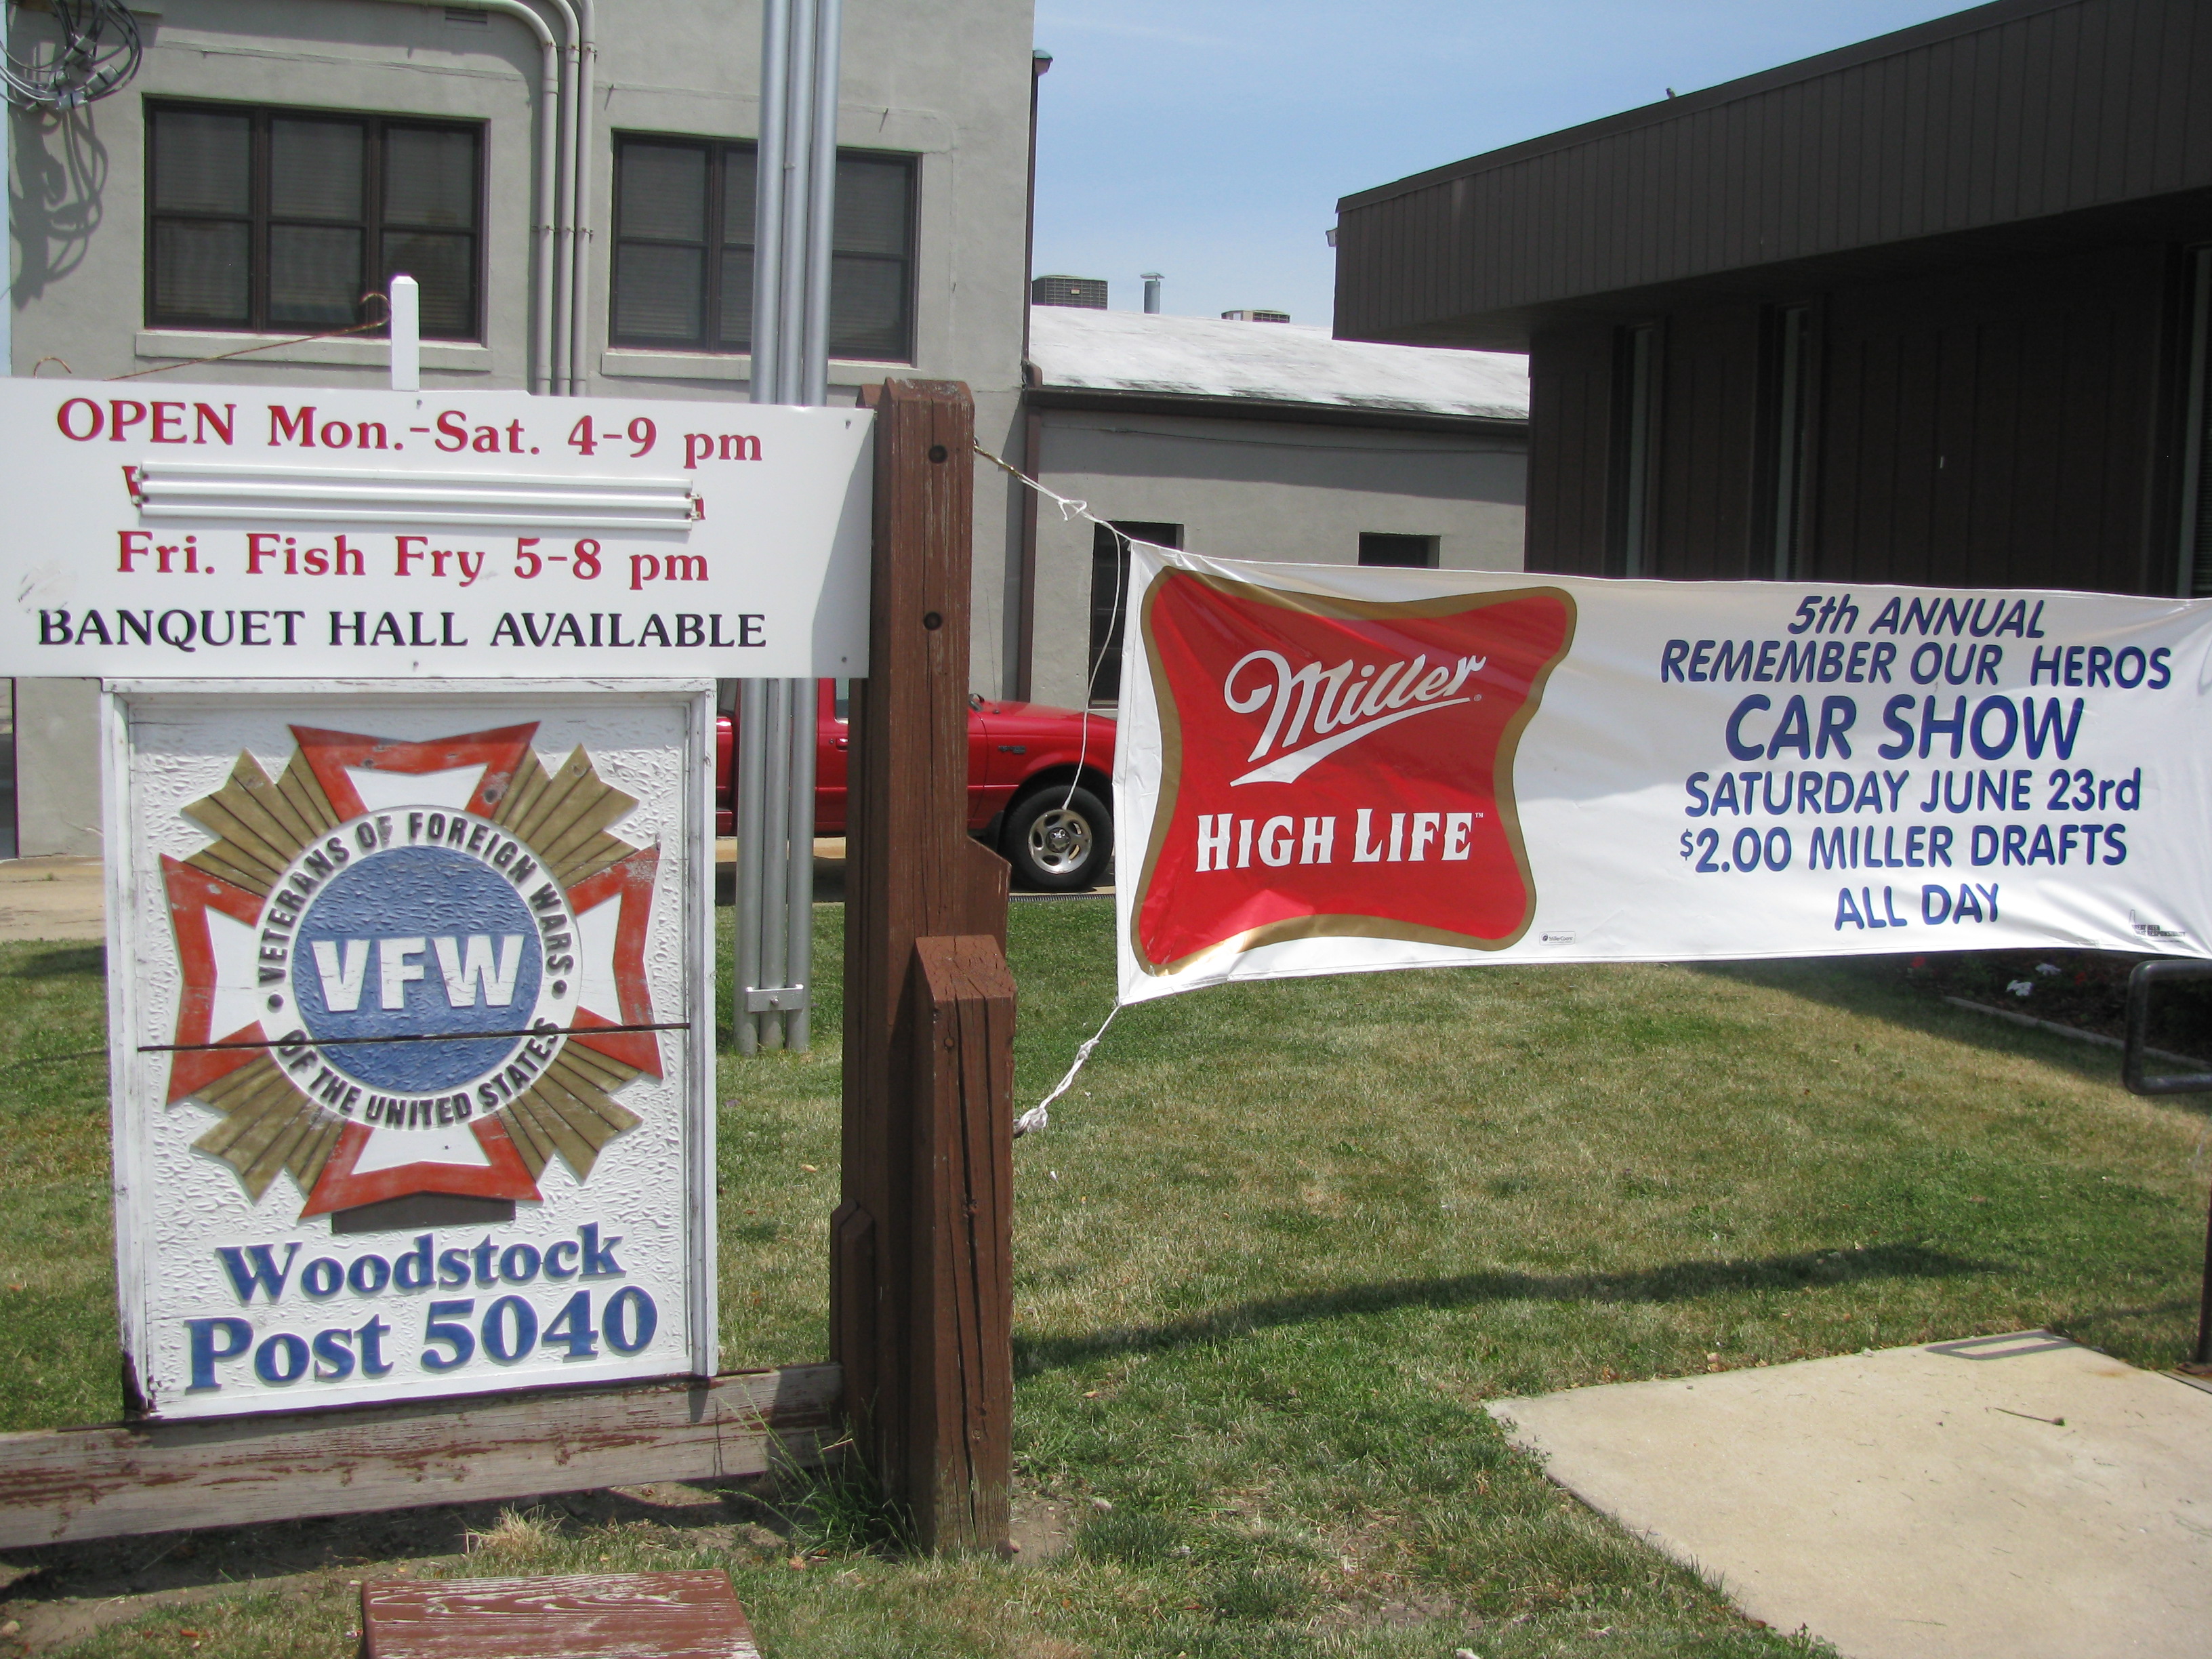 OPEN Mon.-Sat. 4-9 pm
Fri. Fish Fry 5-8 pm
BANQUET HALL AVAILABLE
• VETERANS OF FOREIGN WARS •
VFW
OF THE UNITED STATES
Woodstock
Post 5040
Miller
HIGH LIFE™
5th ANNUAL
REMEMBER OUR HEROS
CAR SHOW
SATURDAY JUNE 23rd
$2.00 MILLER DRAFTS
ALL DAY